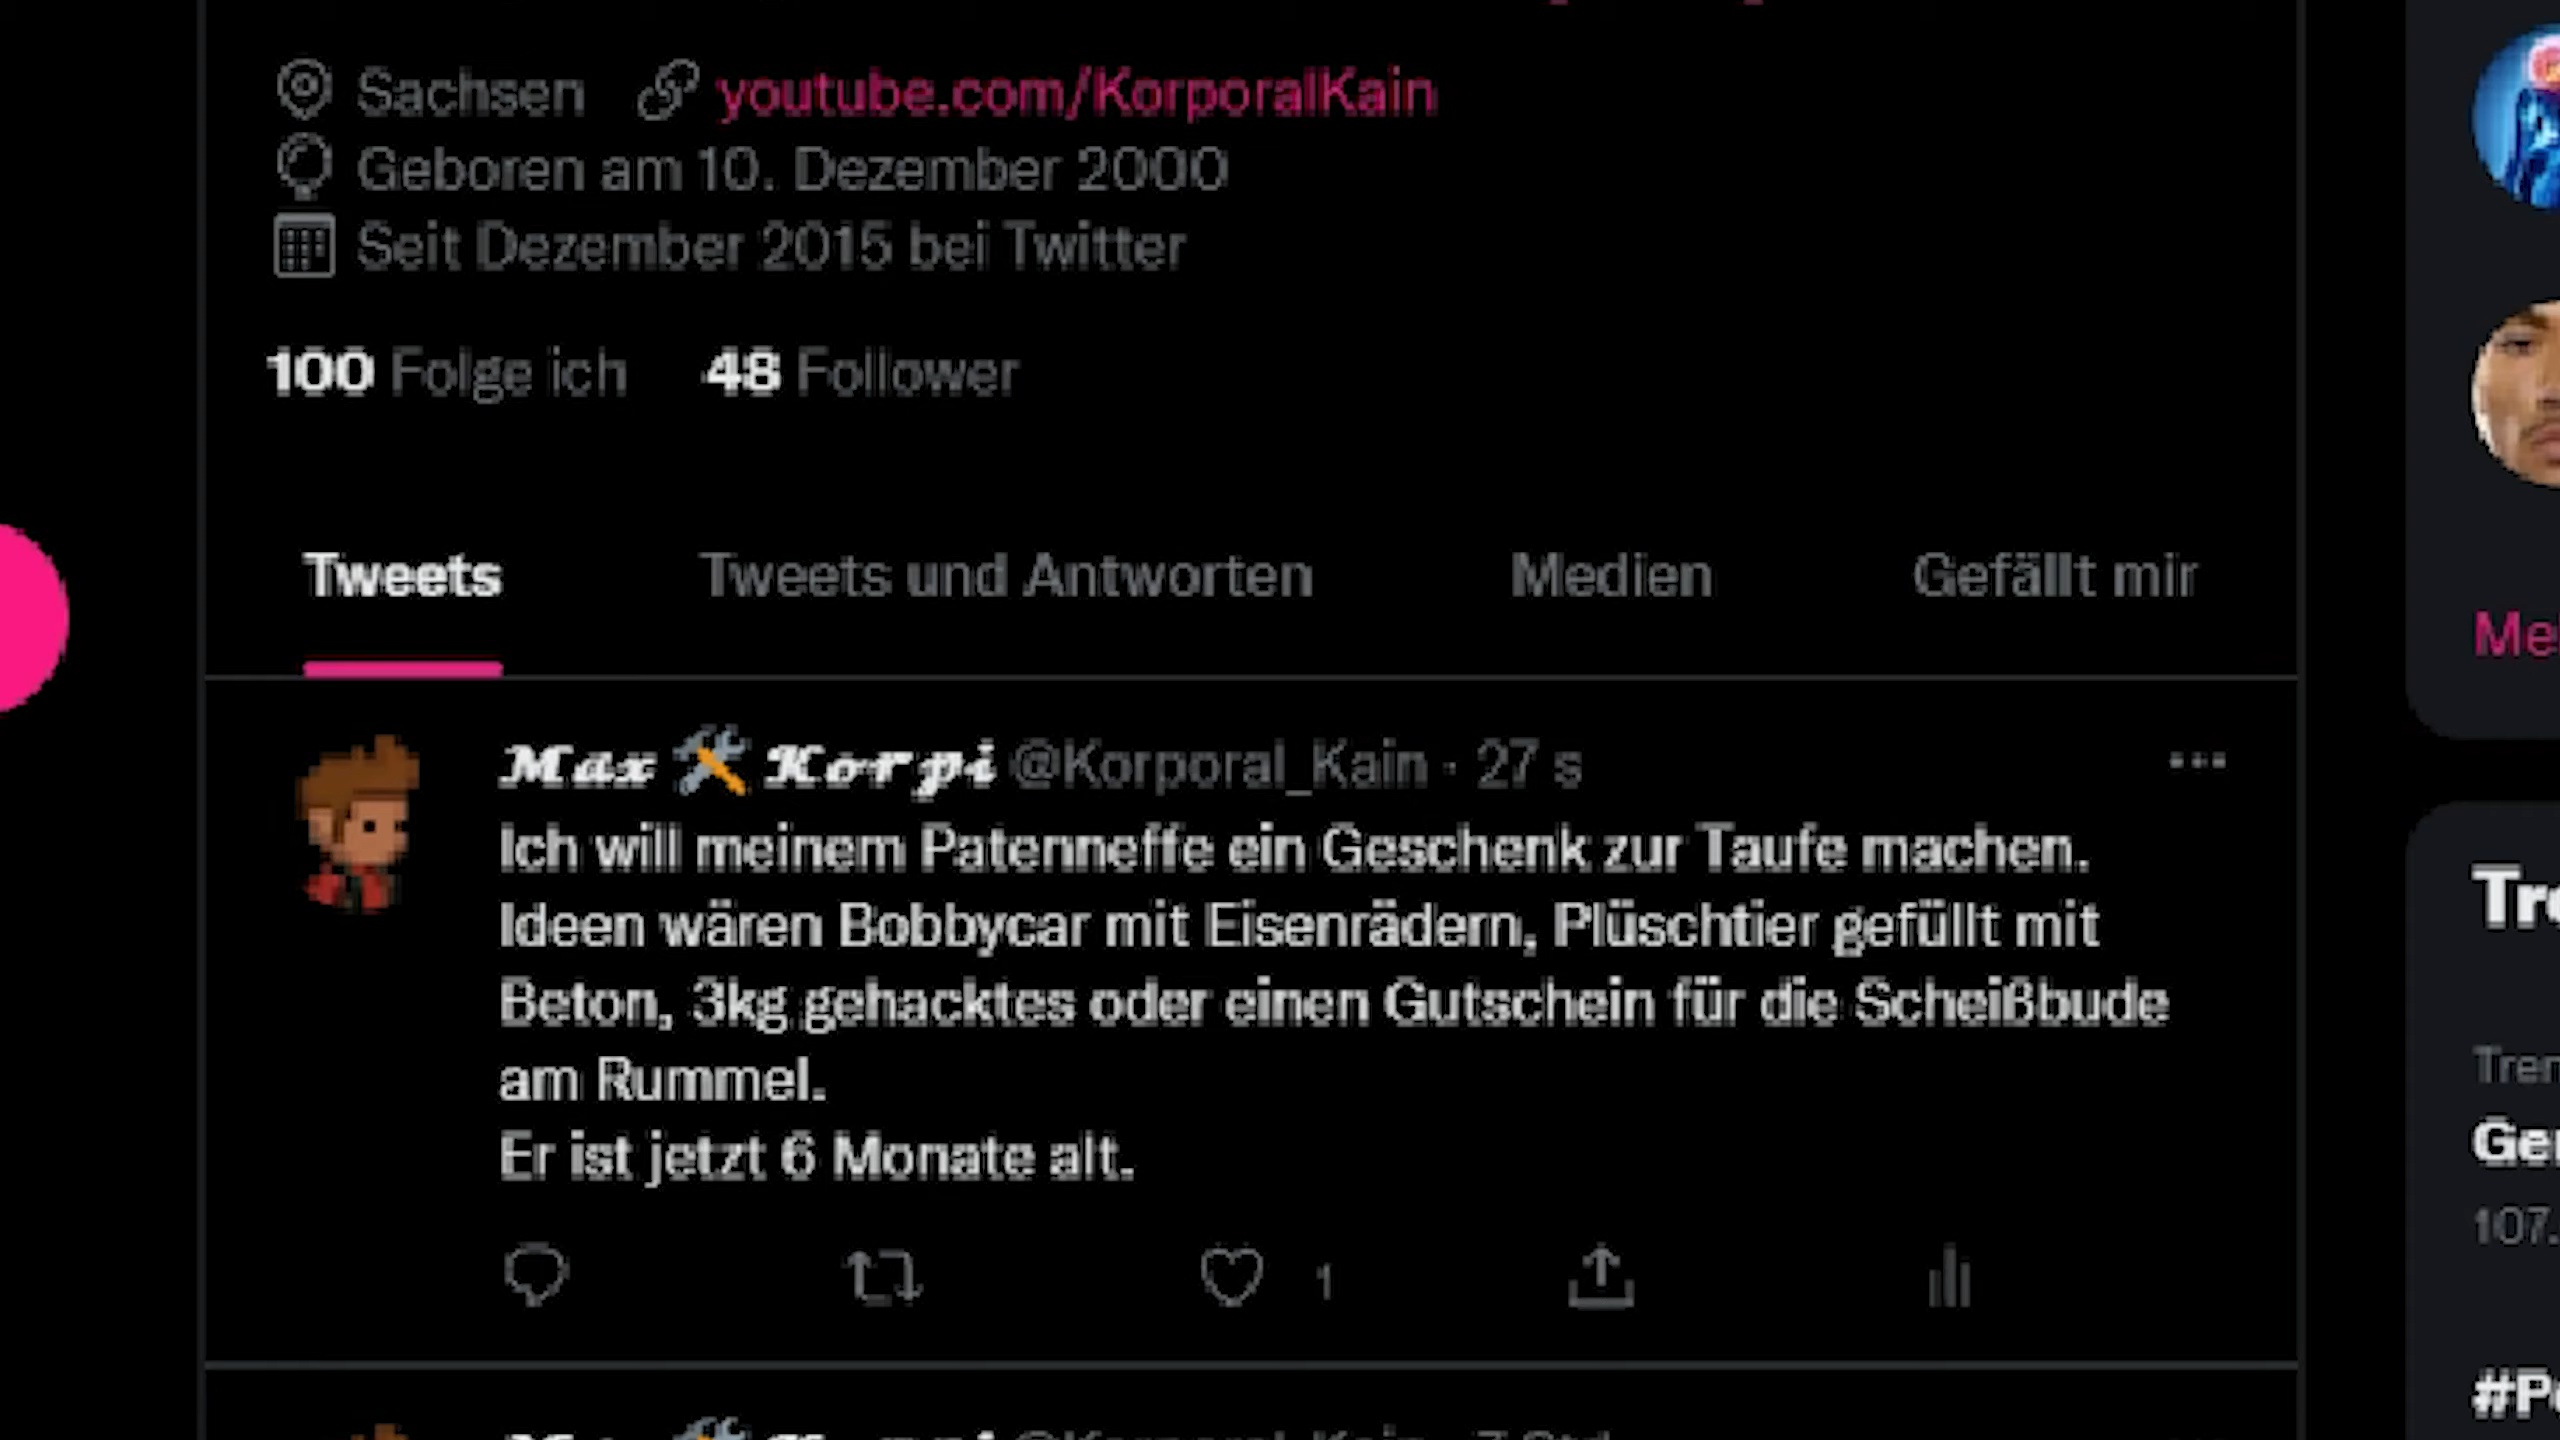 Sachsen youtube.com/KorporalKain
Geboren am 10. Dezember 2000
Seit Dezember 2015 bei Twitter
100 Folge ich 48 Follower
Tweets Tweets und Antworten Medien Gefällt mir
Max 🛠 Korpi @Korporal_Kain · 27 s
Ich will meinem Patenneffe ein Geschenk zur Taufe machen.
Ideen wären Bobbycar mit Eisenrädern, Plüschtier gefüllt mit
Beton, 3kg gehacktes oder einen Gutschein für die Scheißbude
am Rummel.
Er ist jetzt 6 Monate alt.
1